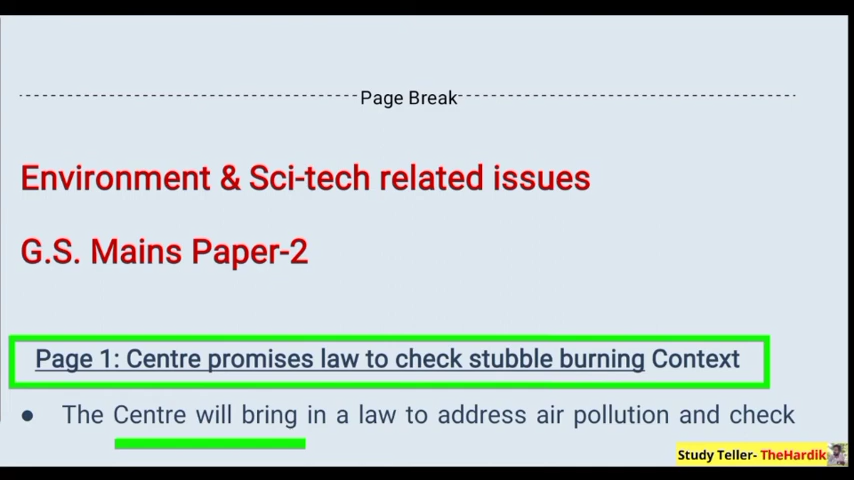 Page Break
Environment & Sci-tech related issues
G.S. Mains Paper-2
Page 1: Centre promises law to check stubble burning Context
● The Centre will bring in a law to address air pollution and check
Study Teller- TheHardik